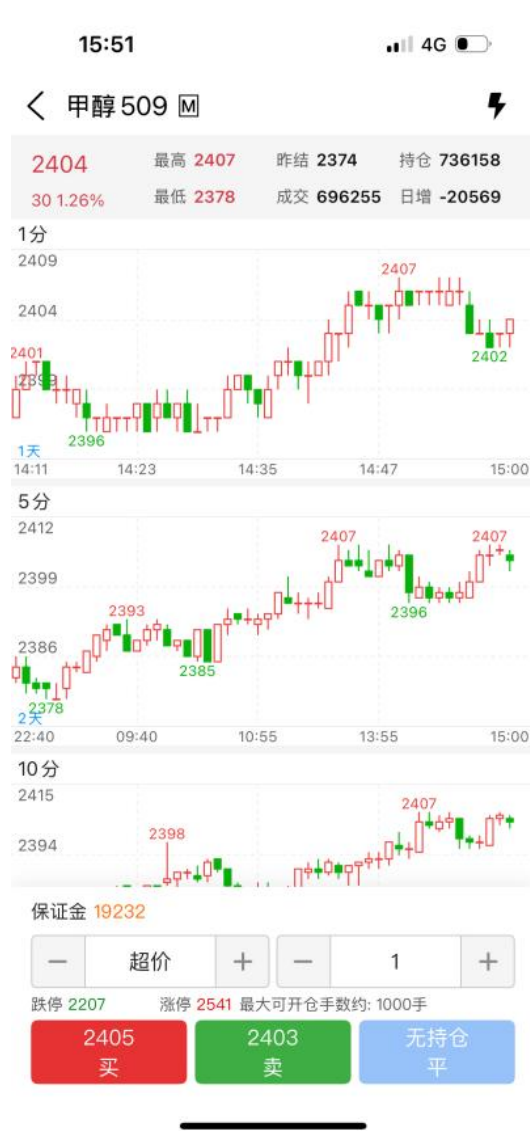 15:51 4G
甲醇509 M
2404 最高 2407 昨结 2374 持仓 736158
30 1.26% 最低 2378 成交 696255 日增 -20569
1分
2409
2407
2404
2401
2399
2402
2396
1天
14:11 14:23 14:35 14:47 15:00
5分
2412
2407 2407
2399
2393
2396
2386
2385
2378
2天
22:40 09:40 10:55 13:55 15:00
10分
2415
2407
2398
2394
保证金 19232
— 超价 + — 1 +
跌停 2207 涨停 2541 最大可开仓手数约: 1000手
2405 2403 无持仓
买 卖 平